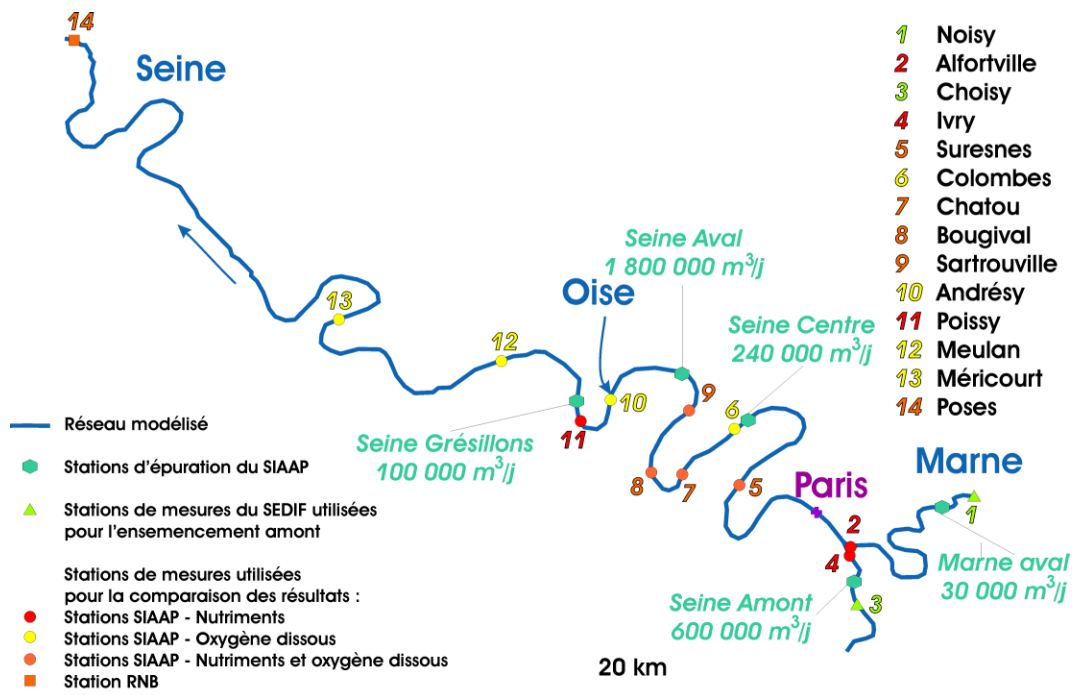 14
Seine
1 Noisy
2 Alfortville
3 Choisy
4 Ivry
5 Suresnes
6 Colombes
7 Chatou
8 Bougival
9 Sartrouville
10 Andrésy
11 Poissy
12 Meulan
13 Méricourt
14 Poses
Seine Aval
1 800 000 m³/j
Oise
13
Seine Centre
240 000 m³/j
12
9
10
6
11
Seine Grésillons
100 000 m³/j
8
7
5
Paris
Marne
2
4
1
Marne aval
30 000 m³/j
3
Seine Amont
600 000 m³/j
Réseau modélisé
Stations d'épuration du SIAAP
Stations de mesures du SEDIF utilisées
pour l'ensemencement amont
Stations de mesures utilisées
pour la comparaison des résultats :
Stations SIAAP - Nutriments
Stations SIAAP - Oxygène dissous
Stations SIAAP - Nutriments et oxygène dissous
Station RNB
20 km